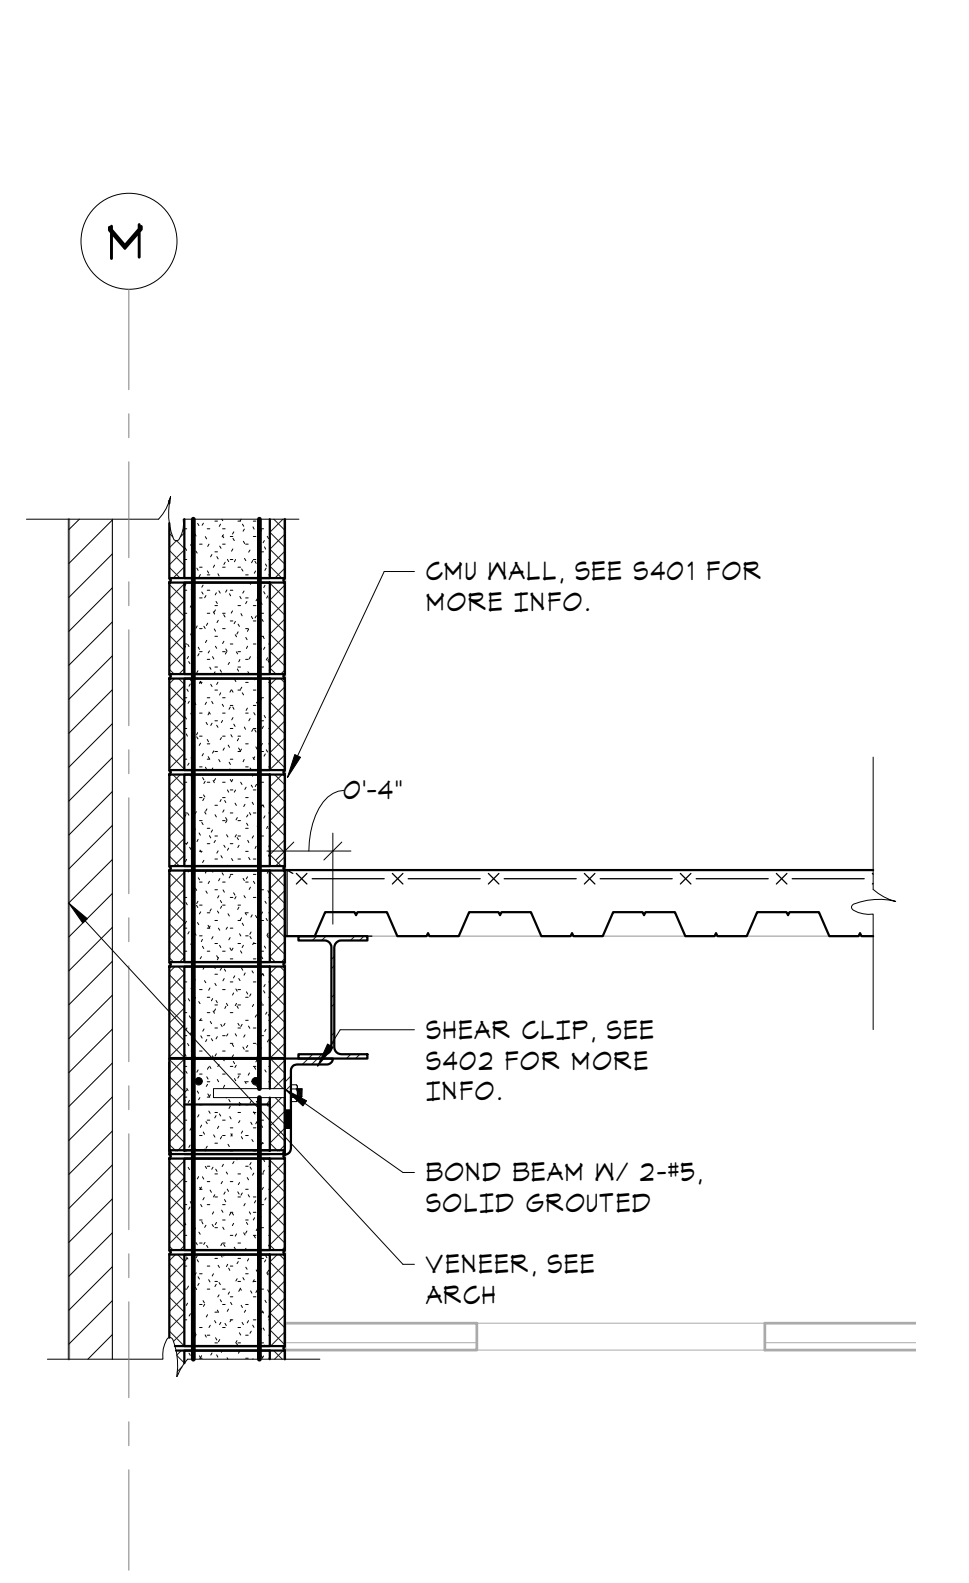 M
CMU WALL, SEE S401 FOR
MORE INFO.
0'-4"
SHEAR CLIP, SEE
S402 FOR MORE
INFO.
BOND BEAM W/ 2-#5,
SOLID GROUTED
VENEER, SEE
ARCH